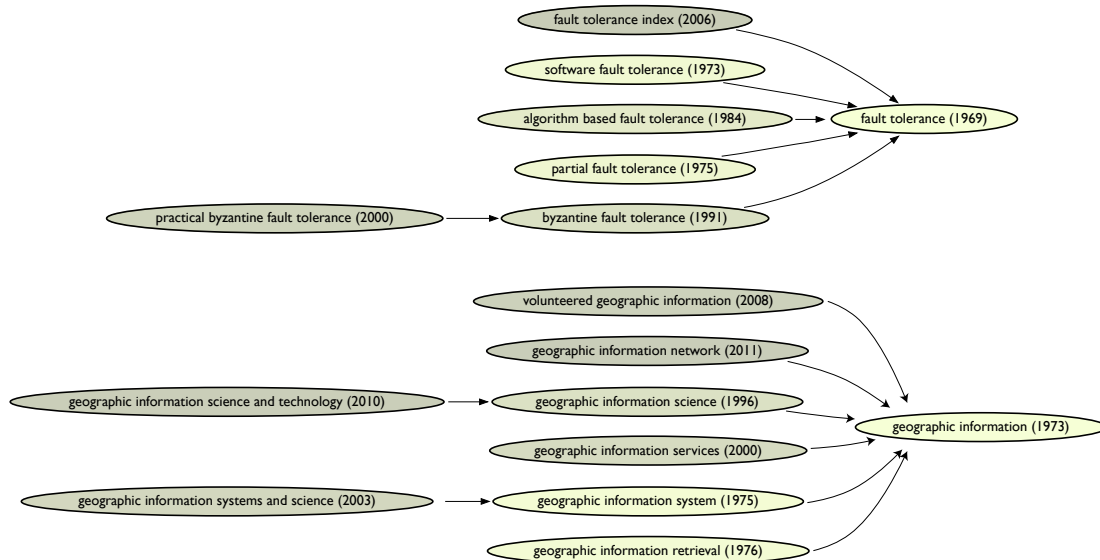 fault tolerance index (2006)
software fault tolerance (1973)
algorithm based fault tolerance (1984)
fault tolerance (1969)
partial fault tolerance (1975)
practical byzantine fault tolerance (2000)
byzantine fault tolerance (1991)
volunteered geographic information (2008)
geographic information network (2011)
geographic information science and technology (2010)
geographic information science (1996)
geographic information (1973)
geographic information services (2000)
geographic information systems and science (2003)
geographic information system (1975)
geographic information retrieval (1976)